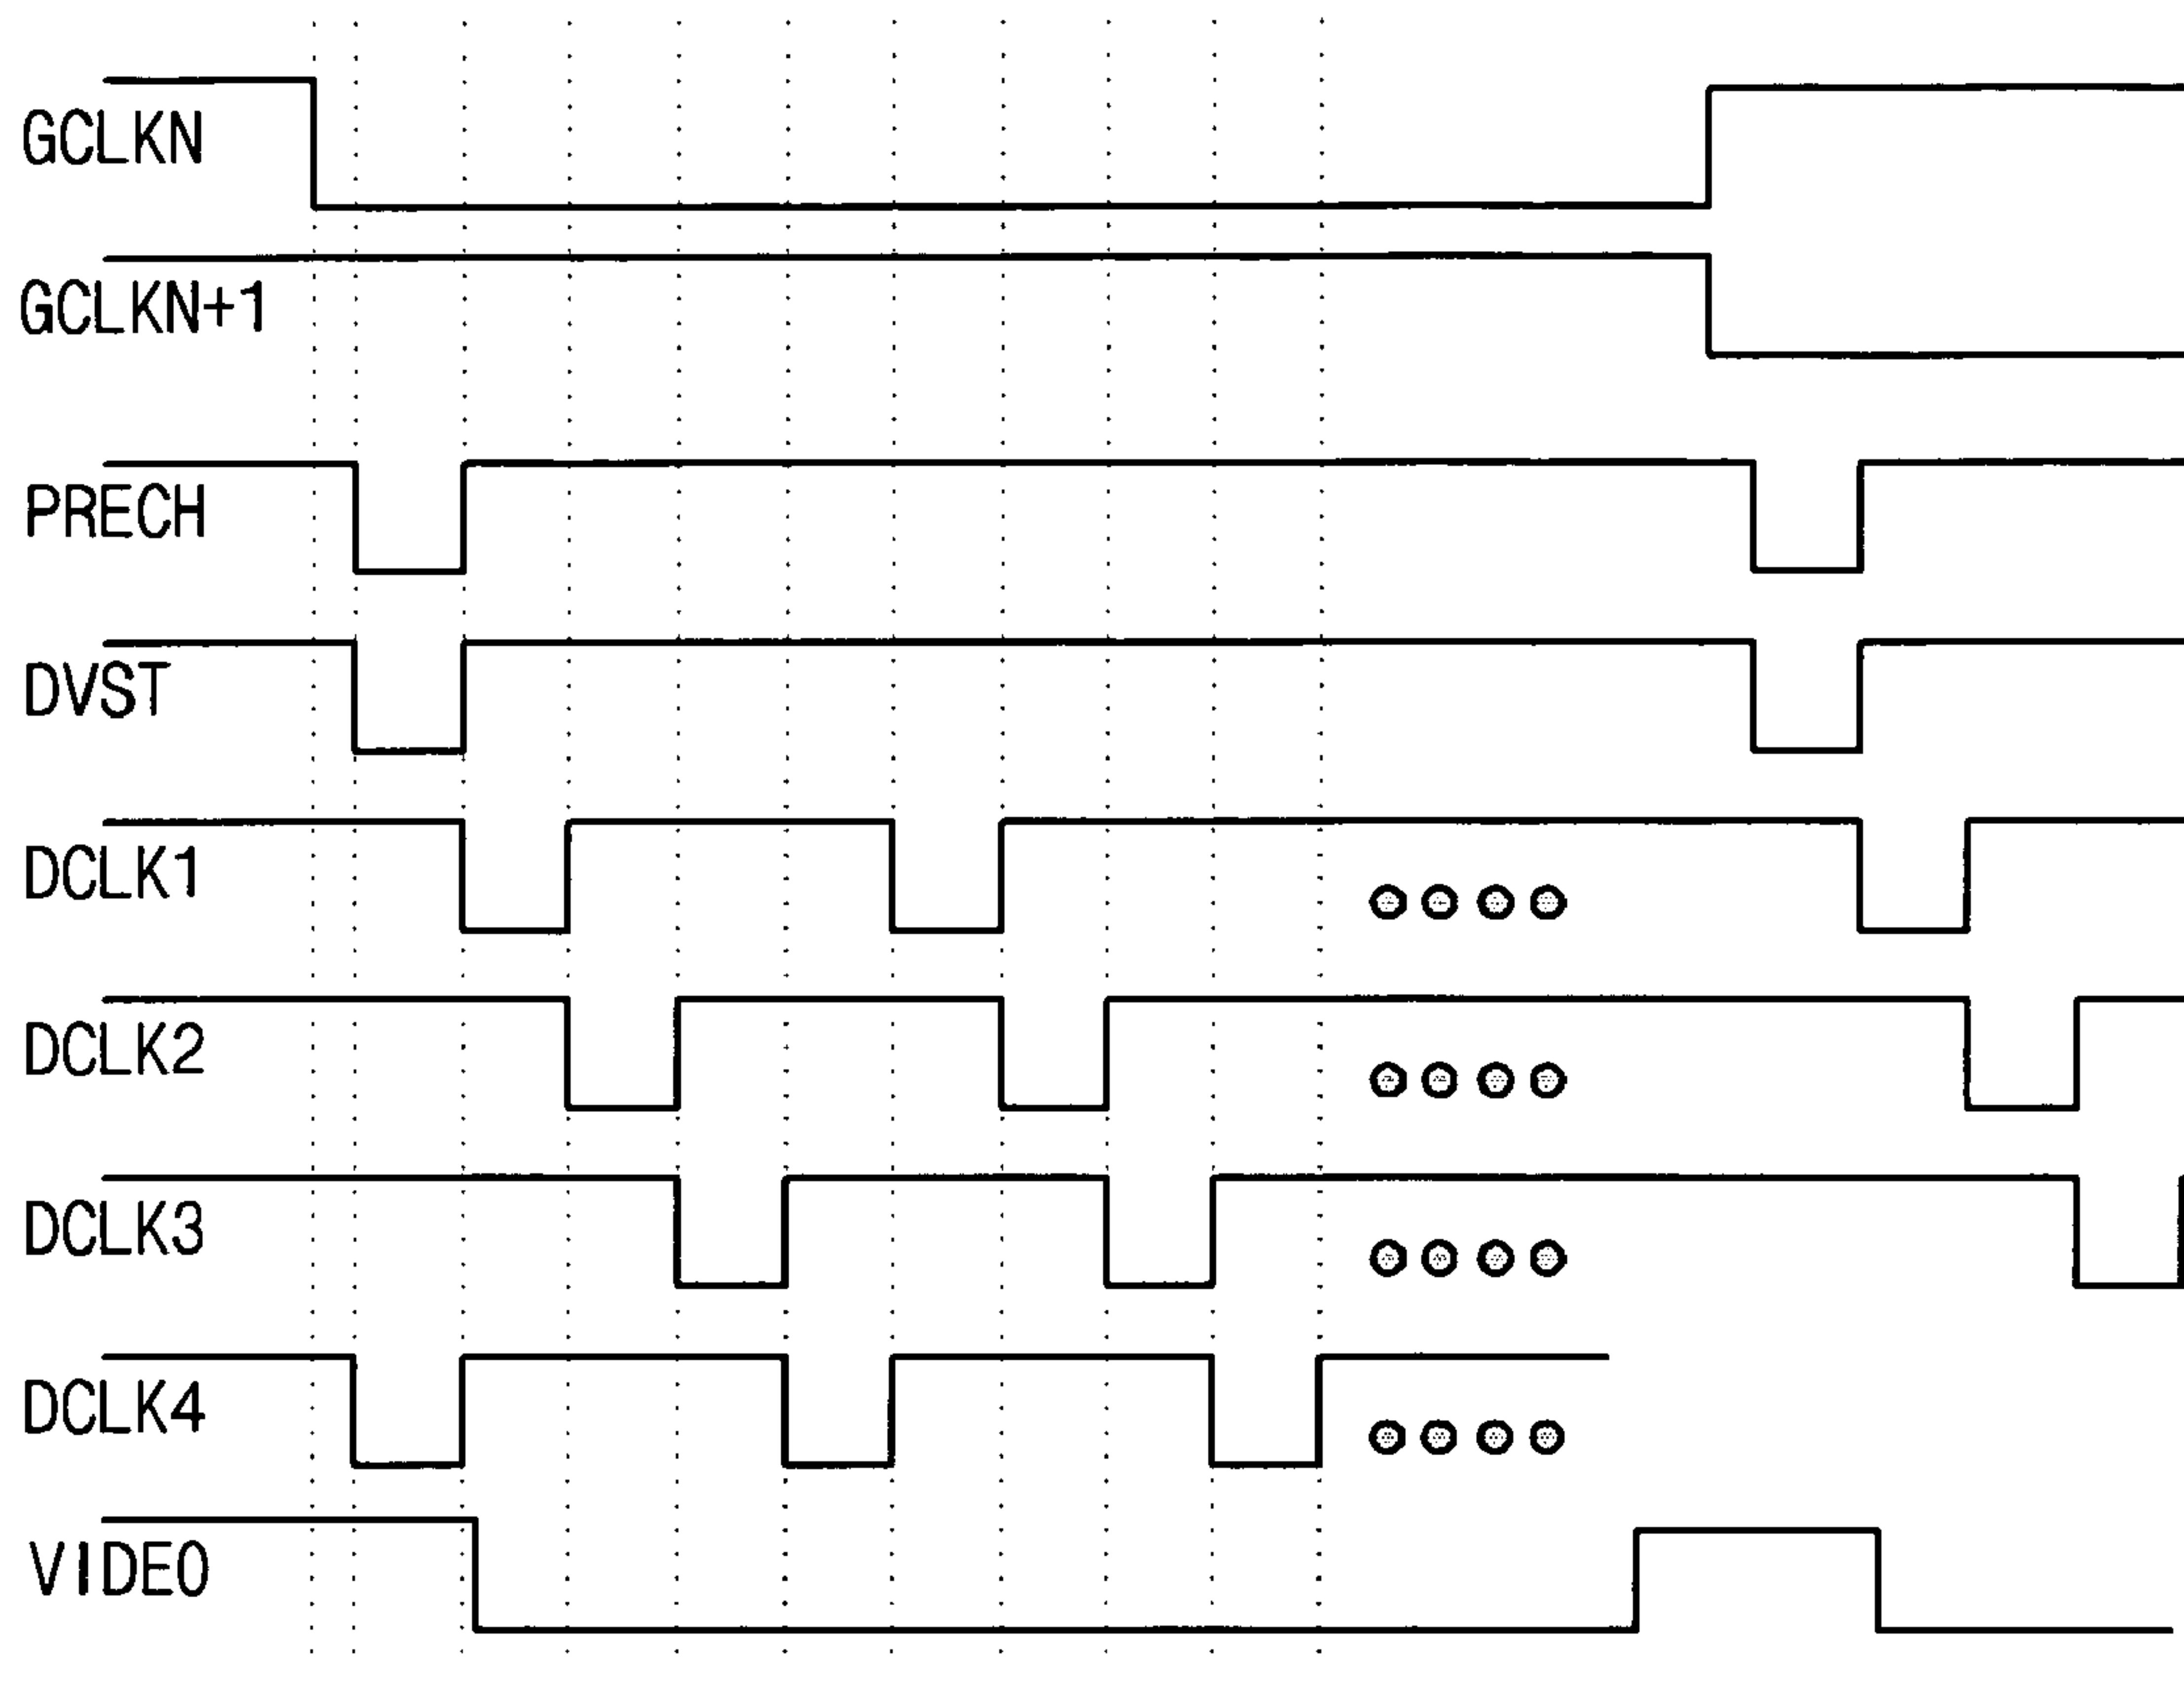 GCLKN
GCLKN+1
PRECH
DVST
DCLK1
DCLK2
DCLK3
DCLK4
VIDEO